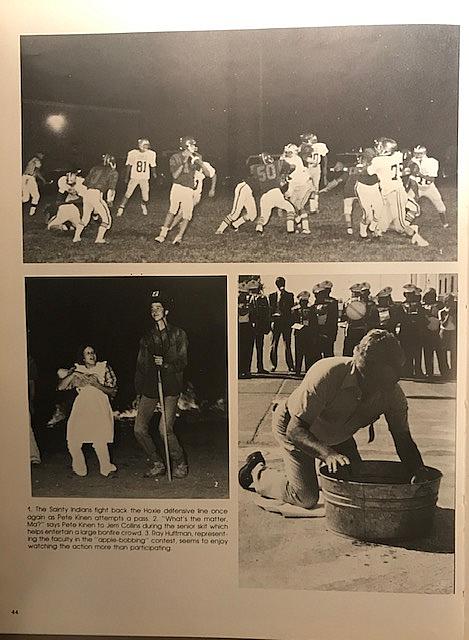 81
50
2
1. The Sainty Indians fight back the Hoxie defensive line once
again as Pete Kinen attempts a pass. 2. "What's the matter,
Ma?" says Pete Kinen to Jerri Collins during the senior skit which
helps entertain a large bonfire crowd. 3. Ray Huffman, represent-
ing the faculty in the "apple-bobbing" contest, seems to enjoy
watching the action more than participating.
44